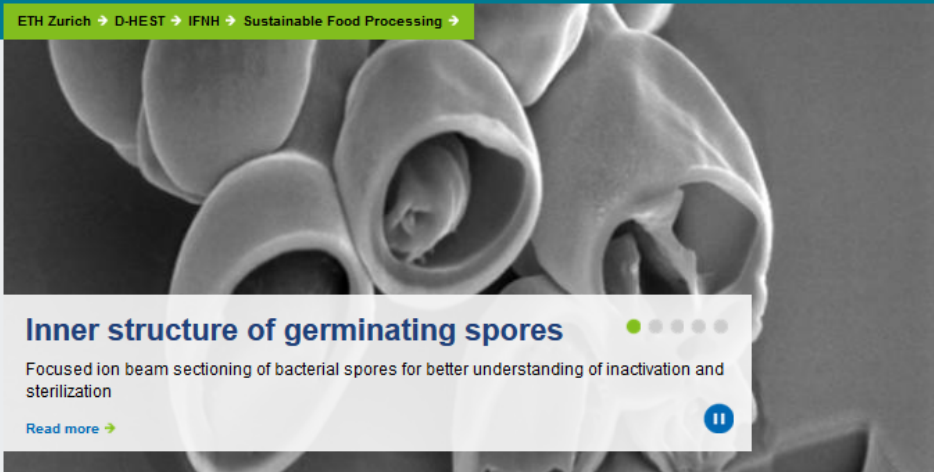 ETH Zurich → D-HEST → IFNH → Sustainable Food Processing →
Inner structure of germinating spores
Focused ion beam sectioning of bacterial spores for better understanding of inactivation and
sterilization
Read more →